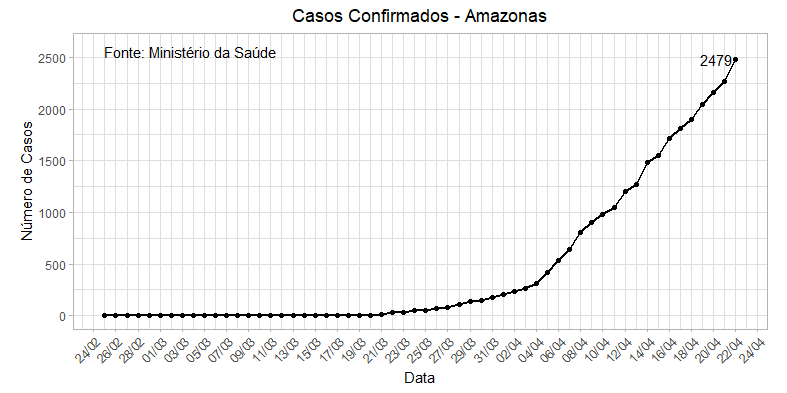 Casos Confirmados - Amazonas
Fonte: Ministério da Saúde
2479
2500
2000
1500
1000
500
0
Número de Casos
24/02 26/02 28/02 01/03 03/03 05/03 07/03 09/03 11/03 13/03 15/03 17/03 19/03 21/03 23/03 25/03 27/03 29/03 31/03 02/04 04/04 06/04 08/04 10/04 12/04 14/04 16/04 18/04 20/04 22/04 24/04
Data